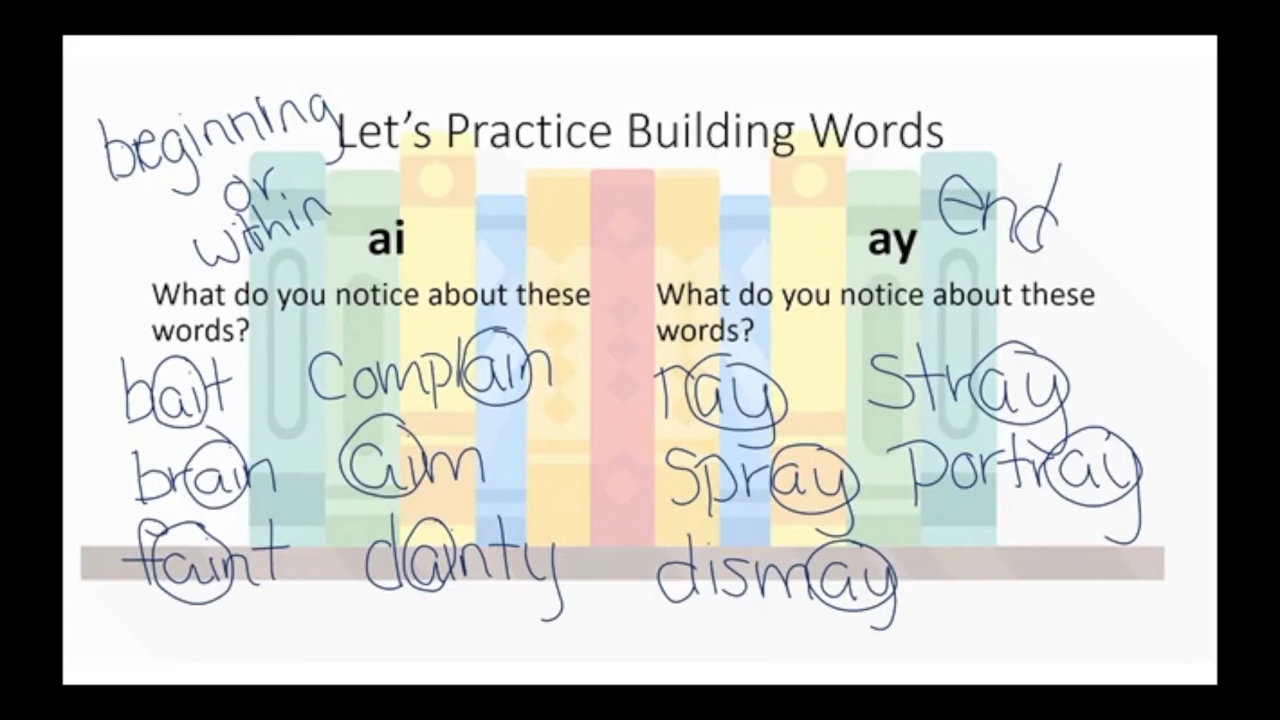 Let's Practice Building Words
beginning
or
within
ai
What do you notice about these
words?
bait complain
brain aim
faint dainty
end
ay
What do you notice about these
words?
ray stray
spray portray
dismay